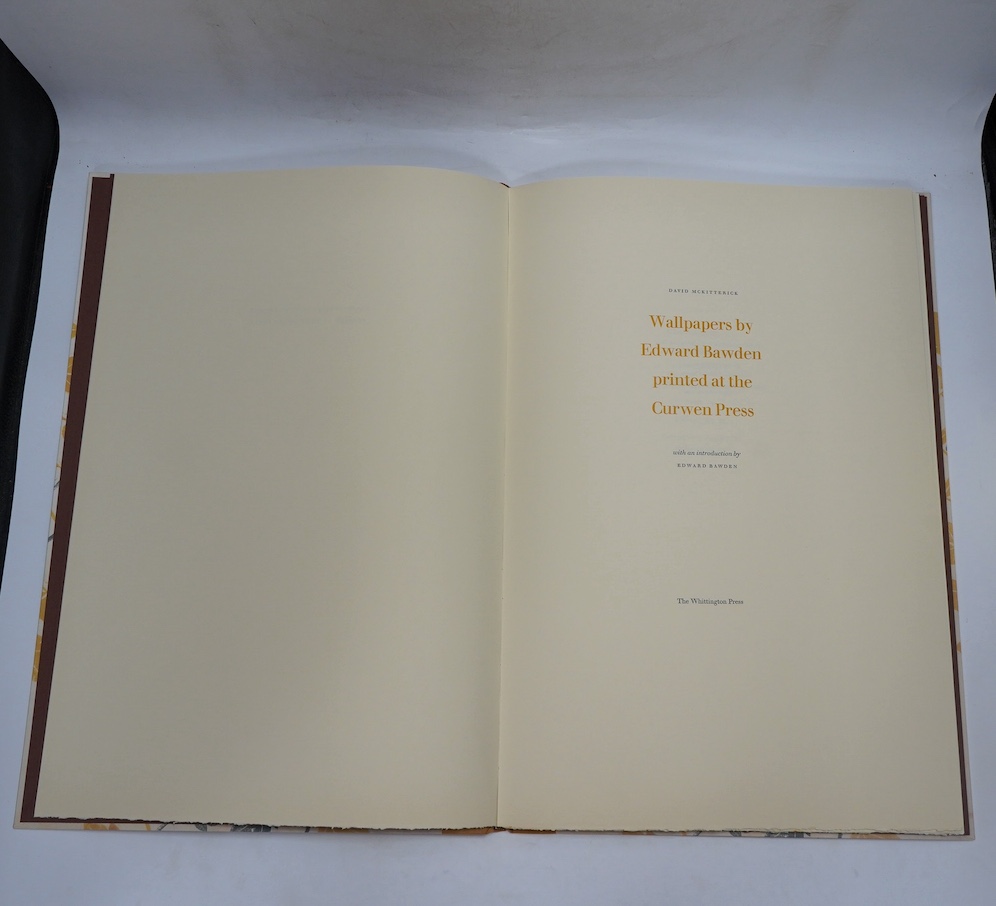 DAVID MCKITTERICK
Wallpapers by
Edward Bawden
printed at the
Curwen Press
with an introduction by
EDWARD BAWDEN
The Whittington Press